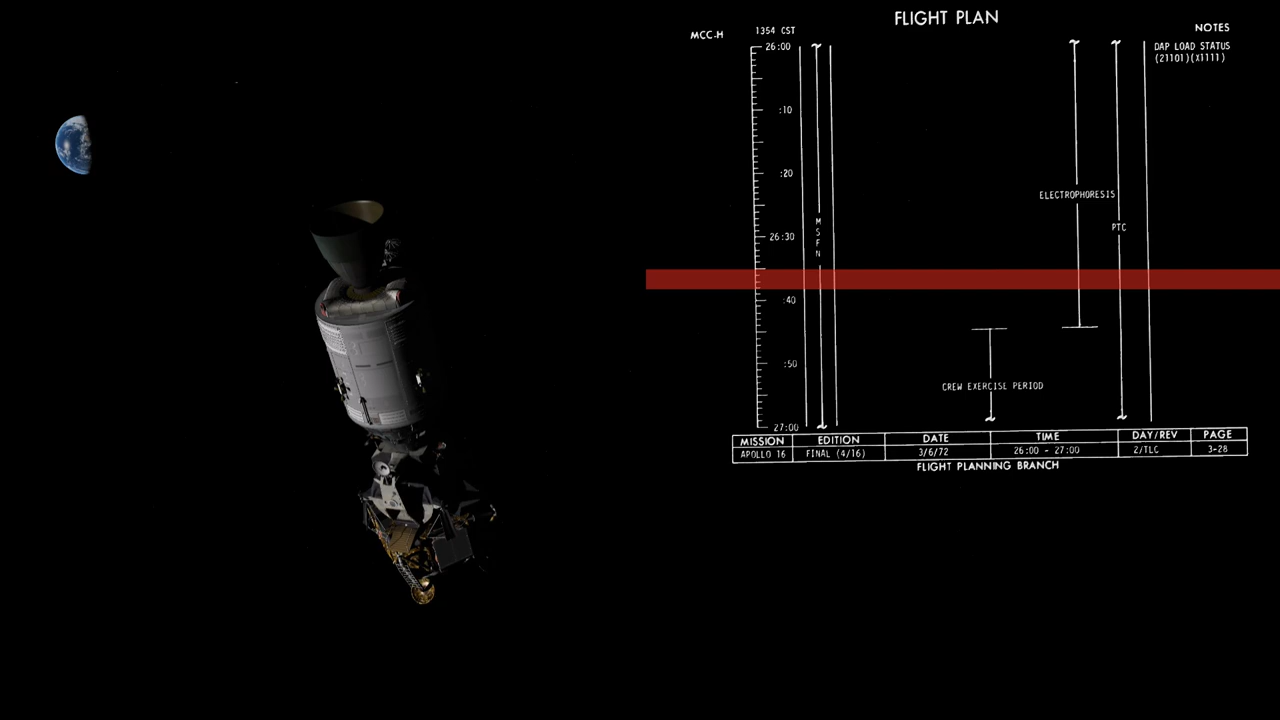 FLIGHT PLAN
MCC-H
1354 CST
NOTES
26:00
DAP LOAD STATUS
(21101)(X1111)
:10
:20
ELECTROPHORESIS
MSFN
PTC
26:30
:40
:50
CREW EXERCISE PERIOD
27:00
MISSION EDITION DATE TIME DAY/REV PAGE
APOLLO 16 FINAL (4/16) 3/6/72 26:00 - 27:00 2/TLC 3-28
FLIGHT PLANNING BRANCH